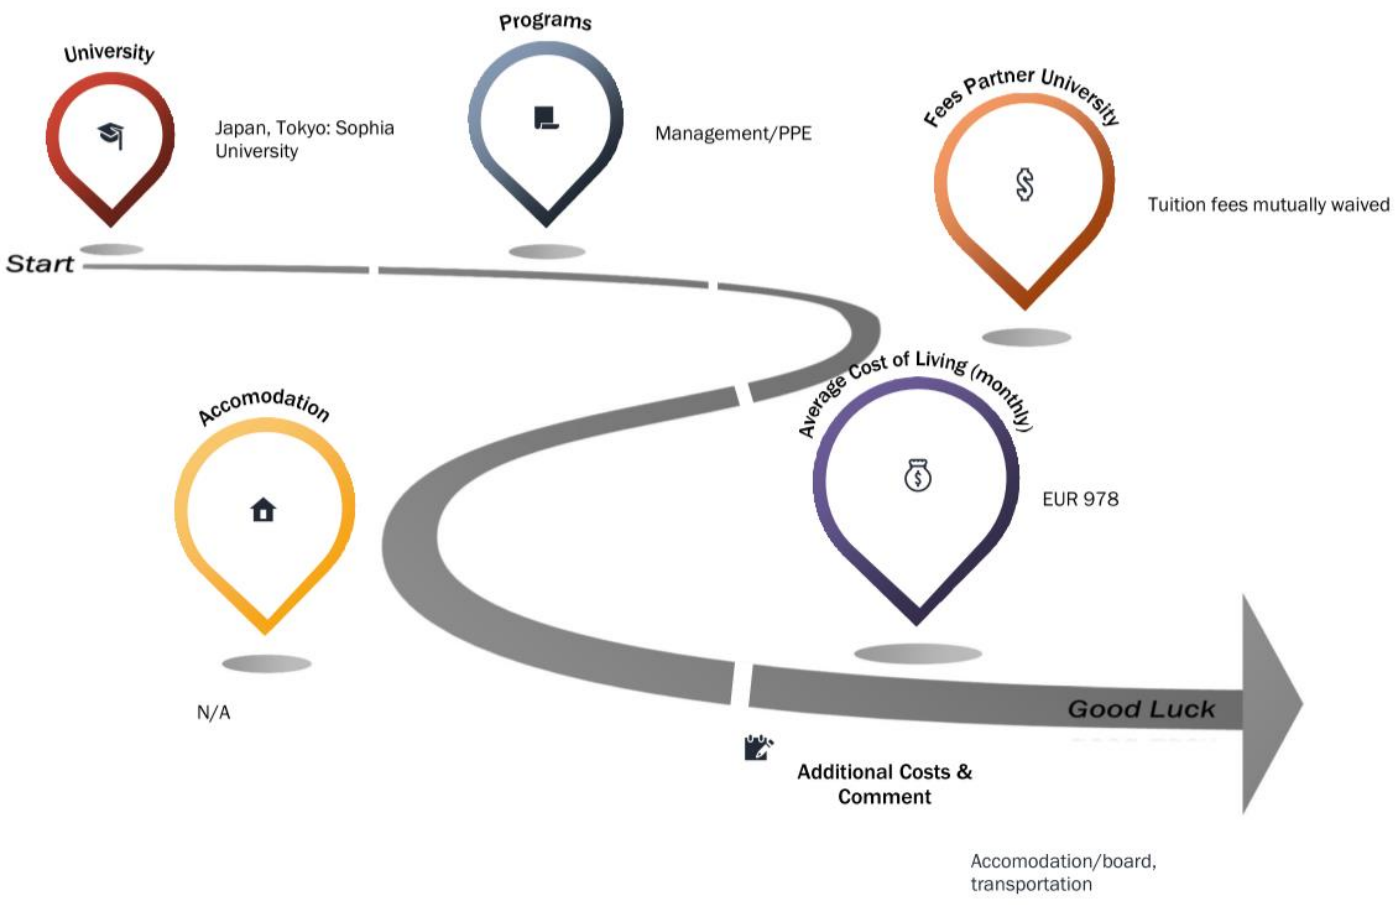 University
Japan, Tokyo: Sophia
University
Programs
Management/PPE
Fees Partner University
Tuition fees mutually waived
Start
Average Cost of Living (monthly)
EUR 978
Accomodation
N/A
Good Luck
Additional Costs &
Comment
Accomodation/board,
transportation